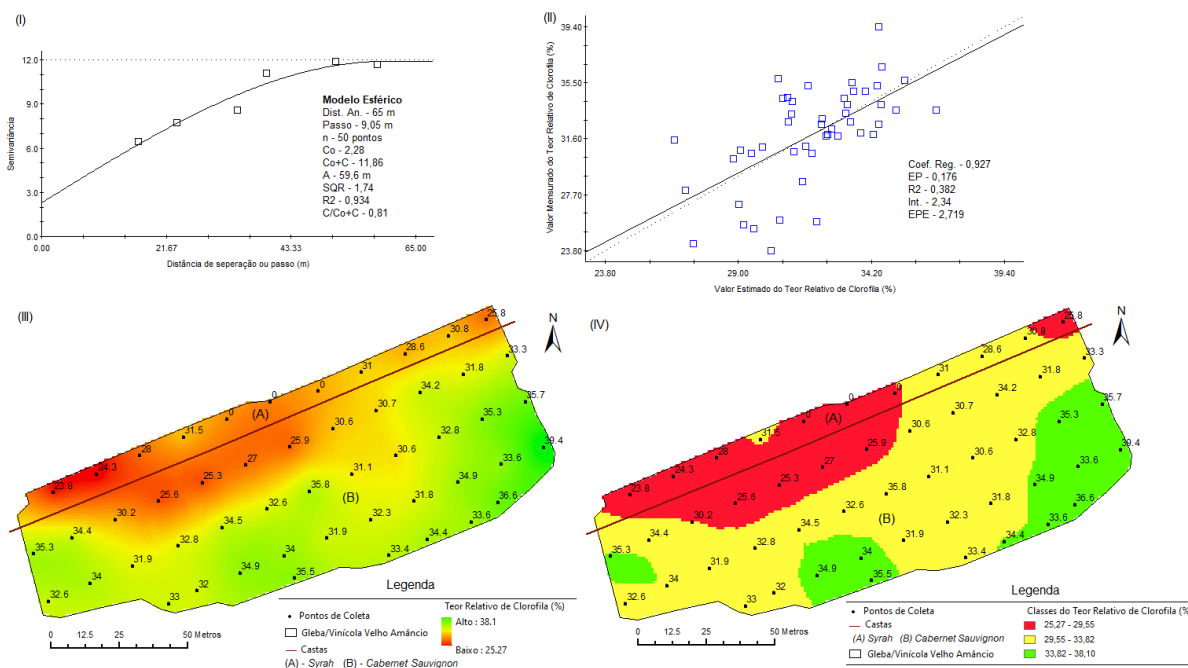 (I)
12.0
9.0
6.0
3.0
0.0
Semivariância
0.00
21.67
43.33
65.00
Distância de seperação ou passo (m)
Modelo Esférico
Dist. An. - 65 m
Passo - 9,05 m
n - 50 pontos
Co - 2,28
Co+C - 11,86
A - 59,6 m
SQR - 1,74
R2 - 0,934
C/Co+C - 0,81
(II)
39.40
35.50
31.60
27.70
23.80
Valor Mensurado do Teor Relativo de Clorofila (%)
23.80
29.00
34.20
39.40
Valor Estimado do Teor Relativo de Clorofila (%)
Coef. Reg. - 0,927
EP - 0,176
R2 - 0,382
Int. - 2,34
EPE - 2,719
(III)
N
25.8
30.8
28.6
33.3
31
31.8
0
34.2
35.7
0
30.7
35.3
0
(A)
30.6
32.8
39.4
31.5
25.9
30.6
33.6
28
27
31.1
34.9
36.6
24.3
25.3
35.8
(B)
31.8
33.6
23.8
25.6
32.6
32.3
34.4
30.2
34.5
31.9
33.4
34.4
32.8
34
35.3
31.9
34.9
35.5
34
32
32.6
33
Legenda
Pontos de Coleta
Gleba/Vinícola Velho Amâncio
Castas
(A) - Syrah (B) - Cabernet Sauvignon
Teor Relativo de Clorofila (%)
Alto : 38.1
Baixo : 25.27
0 12.5 25 50 Metros
(IV)
N
25.8
30.8
28.6
33.3
31
31.8
0
34.2
35.7
0
30.7
35.3
(A)
30.6
32.8
39.4
31.5
25.9
30.6
33.6
28
27
31.1
34.9
36.6
24.3
25.3
35.8
31.8
33.6
23.8
25.6
32.6
(B)
32.3
34.4
30.2
34.5
31.9
33.4
34.4
32.8
34
35.3
31.9
34.9
35.5
34
32
32.6
33
Legenda
Pontos de Coleta
Castas
(A) Syrah (B) Cabernet Sauvignon
Gleba/Vinícola Velho Amâncio
Classes do Teor Relativo de Clorofila (%
25,27 - 29,55
29,55 - 33,82
33,82 - 38,10
0 12.5 25 50 Metros